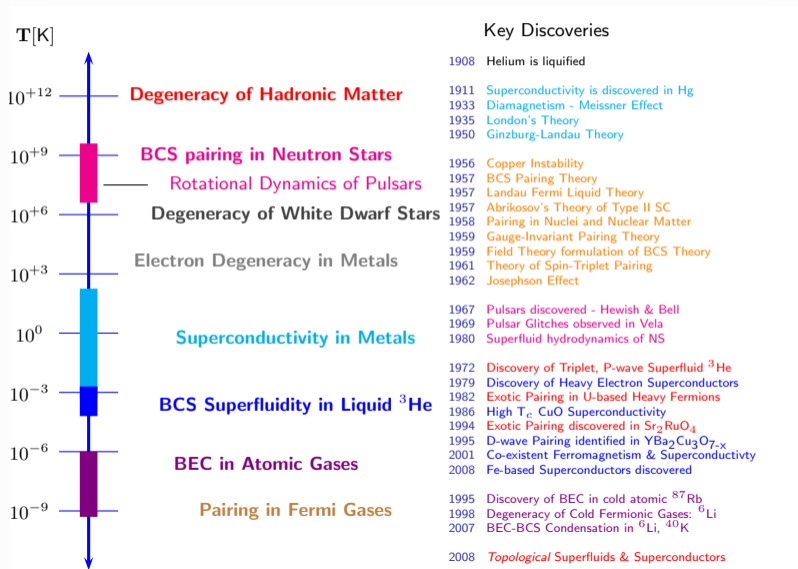 T[K]
10+12
Degeneracy of Hadronic Matter
10+9
BCS pairing in Neutron Stars
Rotational Dynamics of Pulsars
10+6
Degeneracy of White Dwarf Stars
10+3
Electron Degeneracy in Metals
10⁰
Superconductivity in Metals
10−3
BCS Superfluidity in Liquid ³He
10−6
BEC in Atomic Gases
10−9
Pairing in Fermi Gases
Key Discoveries
1908 Helium is liquified
1911 Superconductivity is discovered in Hg
1933 Diamagnetism - Meissner Effect
1935 London's Theory
1950 Ginzburg-Landau Theory
1956 Copper Instability
1957 BCS Pairing Theory
1957 Landau Fermi Liquid Theory
1957 Abrikosov's Theory of Type II SC
1958 Pairing in Nuclei and Nuclear Matter
1959 Gauge-Invariant Pairing Theory
1959 Field Theory formulation of BCS Theory
1961 Theory of Spin-Triplet Pairing
1962 Josephson Effect
1967 Pulsars discovered - Hewish & Bell
1969 Pulsar Glitches observed in Vela
1980 Superfluid hydrodynamics of NS
1972 Discovery of Triplet, P-wave Superfluid ³He
1979 Discovery of Heavy Electron Superconductors
1982 Exotic Pairing in U-based Heavy Fermions
1986 High Tc CuO Superconductivity
1994 Exotic Pairing discovered in Sr₂RuO₄
1995 D-wave Pairing identified in YBa₂Cu₃O₇₋ₓ
2001 Co-existent Ferromagnetism & Superconductivty
2008 Fe-based Superconductors discovered
1995 Discovery of BEC in cold atomic ⁸⁷Rb
1998 Degeneracy of Cold Fermionic Gases: ⁶Li
2007 BEC-BCS Condensation in ⁶Li, ⁴⁰K
2008 Topological Superfluids & Superconductors